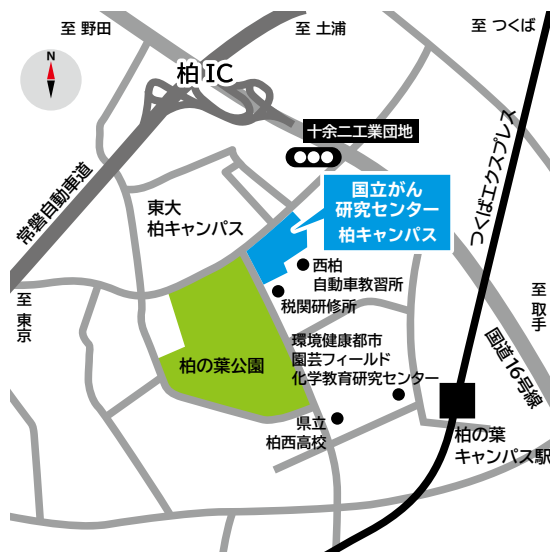 至 野田
至 土浦
至 つくば
N
柏 IC
十余二工業団地
つくばエクスプレス
常磐自動車道
国立がん
研究センター
柏キャンパス
東大
柏キャンパス
西柏
自動車教習所
税関研修所
至 東京
至 取手
国道16号線
環境健康都市
園芸フィールド
化学教育研究センター
柏の葉公園
県立
柏西高校
柏の葉
キャンパス駅